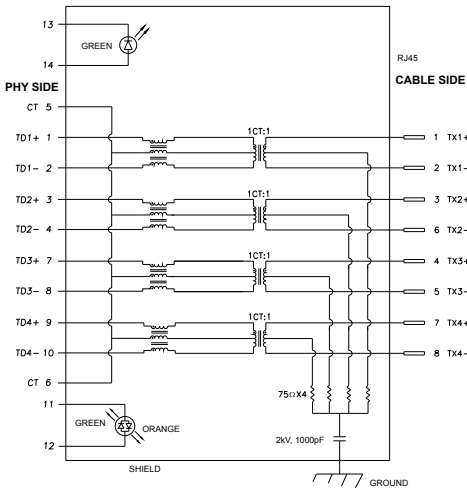 13
GREEN
14
RJ45
PHY SIDE
CABLE SIDE
CT 5
1CT:1
TD1+ 1
1 TX1+
TD1- 2
2 TX1-
1CT:1
TD2+ 3
3 TX2+
TD2- 4
6 TX2-
1CT:1
TD3+ 7
4 TX3+
TD3- 8
5 TX3-
1CT:1
TD4+ 9
7 TX4+
TD4- 10
8 TX4-
CT 6
75ΩX4
11
GREEN
ORANGE
12
2kV, 1000pF
SHIELD
GROUND